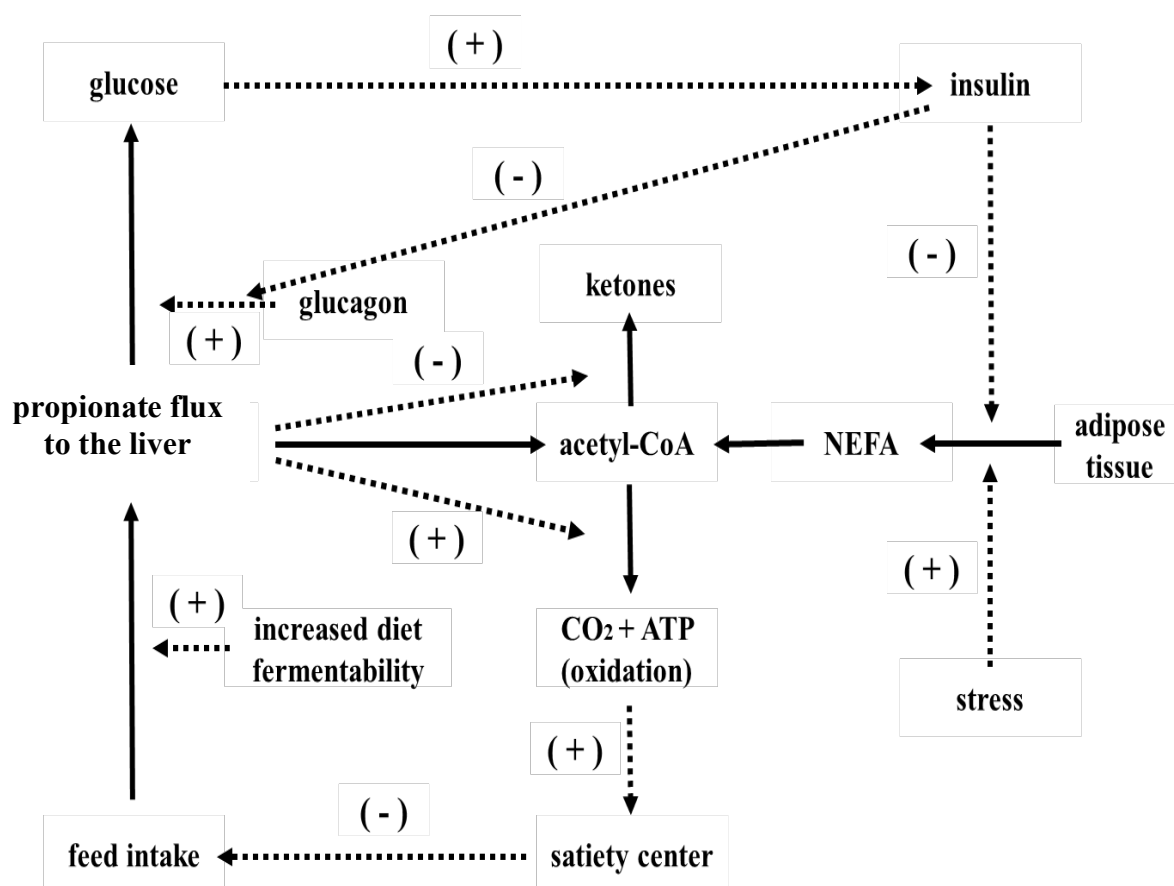 ( + )
glucose
insulin
( - )
( - )
ketones
glucagon
( + )
( - )
propionate flux
to the liver
acetyl-CoA
NEFA
adipose
tissue
( + )
( + )
( + )
increased diet
fermentability
CO₂ + ATP
(oxidation)
stress
( + )
( - )
feed intake
satiety center